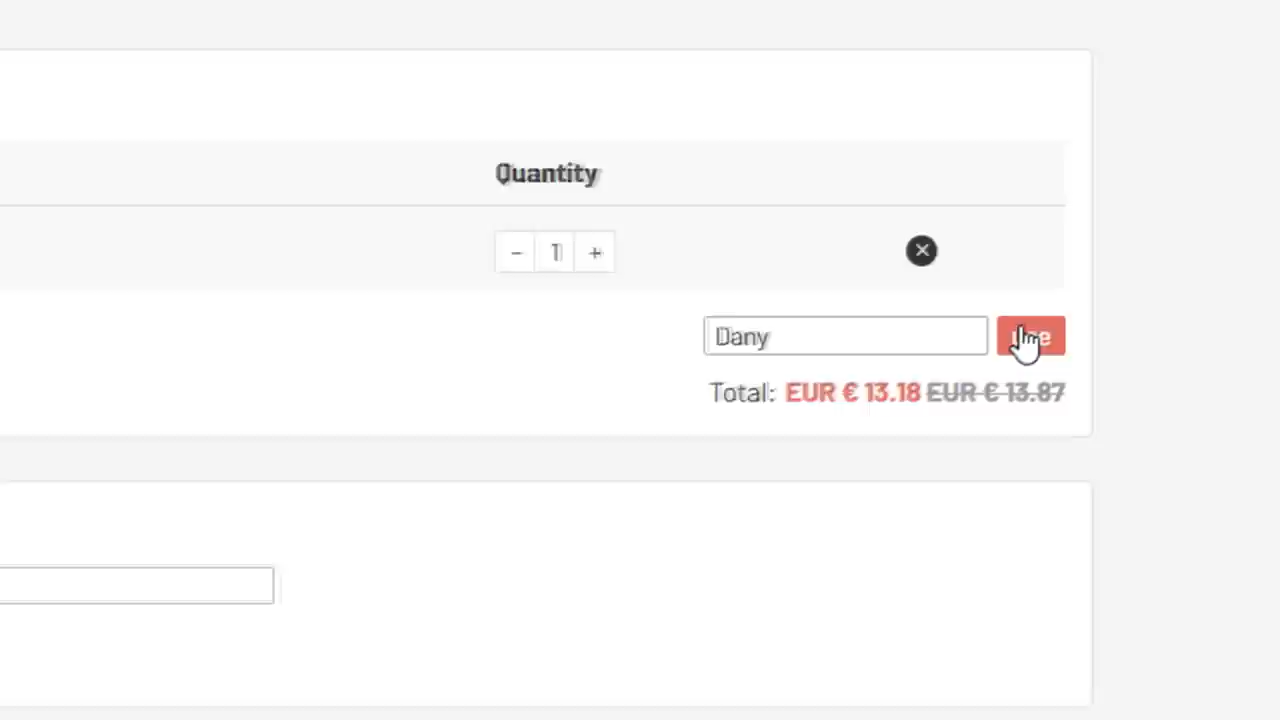 Quantity
- 1 +
Dany
Total: EUR € 13.18 EUR € 13.87